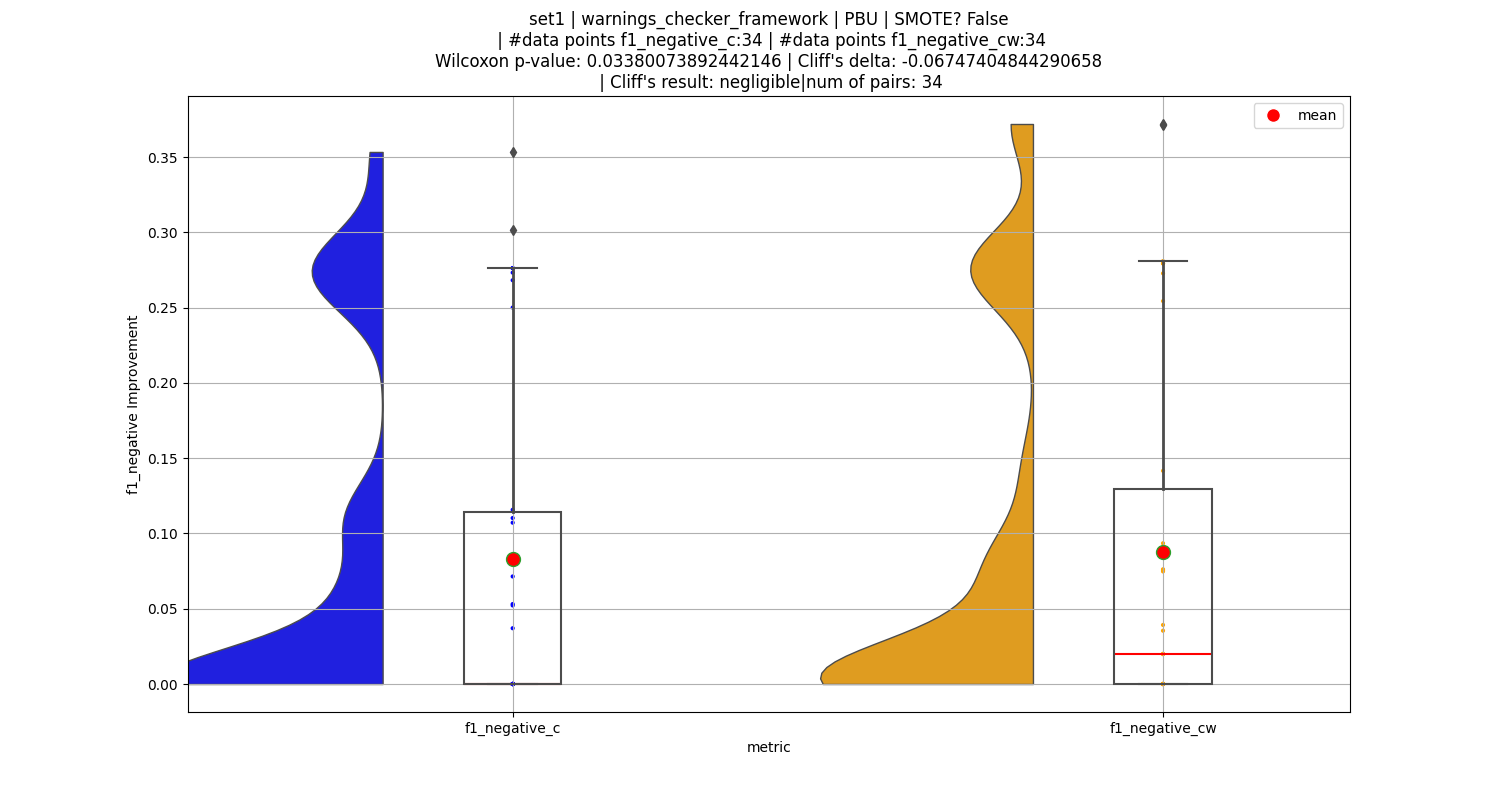 set1 | warnings_checker_framework | PBU | SMOTE? False
| #data points f1_negative_c:34 | #data points f1_negative_cw:34
Wilcoxon p-value: 0.03380073892442146 | Cliff's delta: -0.06747404844290658
| Cliff's result: negligible|num of pairs: 34
mean
0.35
0.30
0.25
0.20
0.15
0.10
0.05
0.00
f1_negative Improvement
f1_negative_c
f1_negative_cw
metric